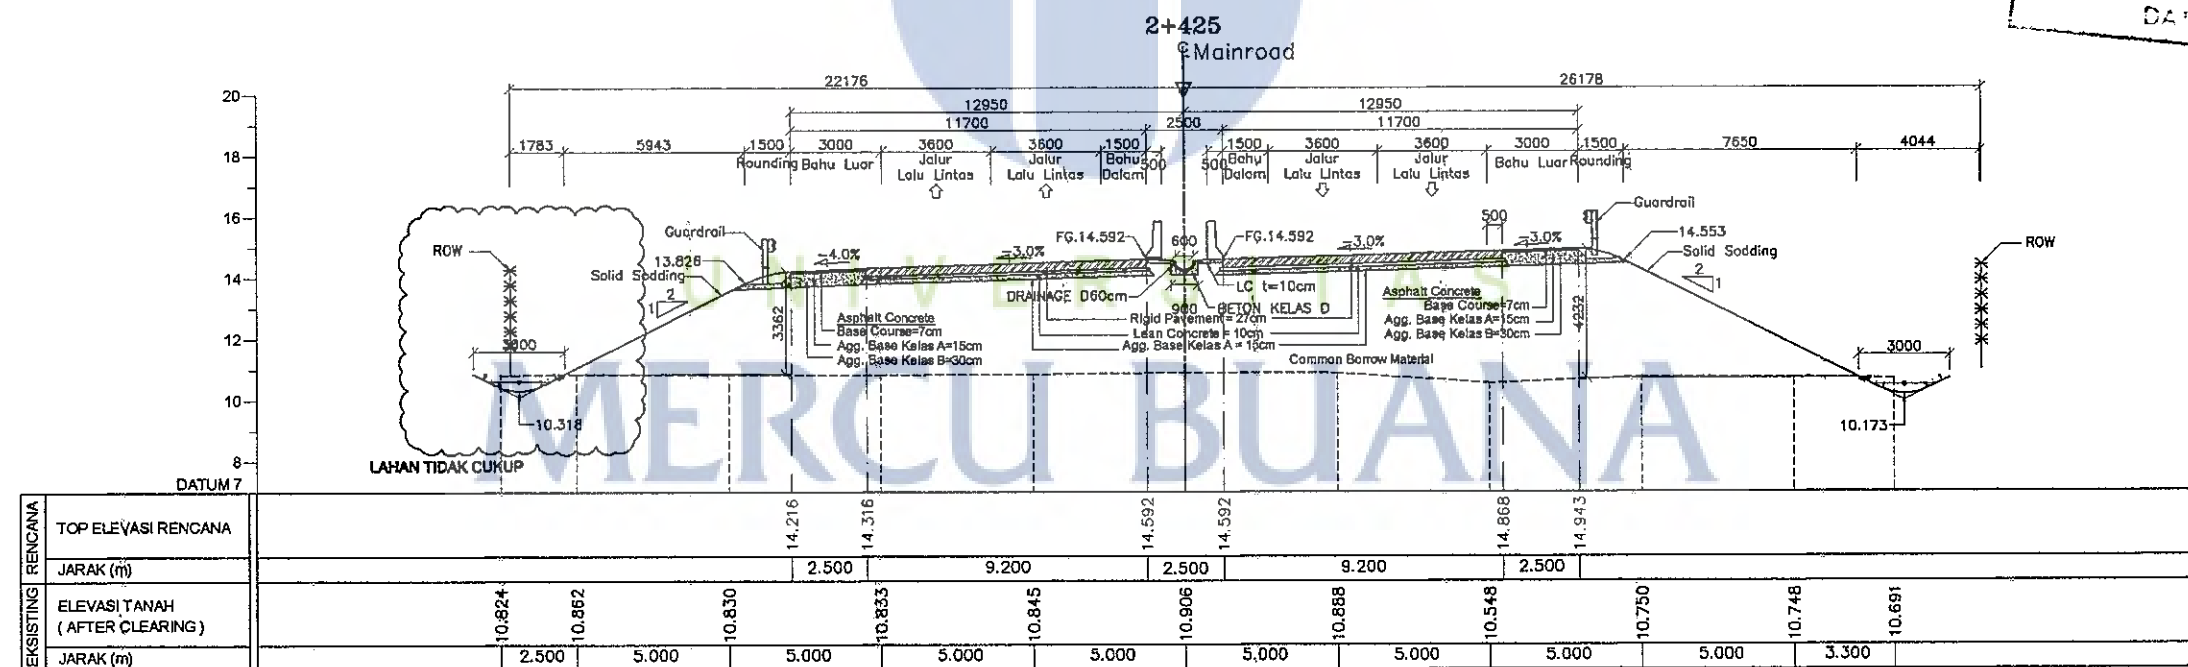 2+425
Mainroad
22176
26178
12950
12950
11700
2500
11700
1783
5943
1500
3000
3600
3600
1500
500
500
1500
3600
3600
3000
1500
7650
4044
Rounding
Bahu Luar
Jalur
Lalu Lintas
Jalur
Lalu Lintas
Bahu
Dalam
Bahu
Dalam
Jalur
Lalu Lintas
Jalur
Lalu Lintas
Bahu Luar
Rounding
20
18
16
14
12
10
8
DATUM 7
ROW
Guardrail
13.828
Solid Sodding
2
1
-4.0%
-3.0%
FG.14.592
600
FG.14.592
-3.0%
500
-3.0%
Guardrail
14.553
Solid Sodding
2
1
ROW
DRAINAGE D60cm
LC t=10cm
900
BETON KELAS D
Rigid Pavement = 27cm
Lean Concrete = 10cm
Agg. Base Kelas A = 15cm
Asphalt Concrete
Base Course=7cm
Agg. Base Kelas A=15cm
Agg. Base Kelas B=30cm
Asphalt Concrete
Base Course=7cm
Agg. Base Kelas A=15cm
Agg. Base Kelas B=30cm
3362
4232
Common Borrow Material
3000
3000
10.318
10.173
LAHAN TIDAK CUKUP
UNIVERSITAS
MERCU BUANA
RENCANA
TOP ELEVASI RENCANA
14.216
14.316
14.592
14.592
14.868
14.943
JARAK (m)
2.500
9.200
2.500
9.200
2.500
EKSISTING
ELEVASI TANAH
( AFTER CLEARING )
10.824
10.862
10.830
10.833
10.845
10.906
10.888
10.548
10.750
10.748
10.691
JARAK (m)
2.500
5.000
5.000
5.000
5.000
5,000
5.000
5.000
5.000
3.300